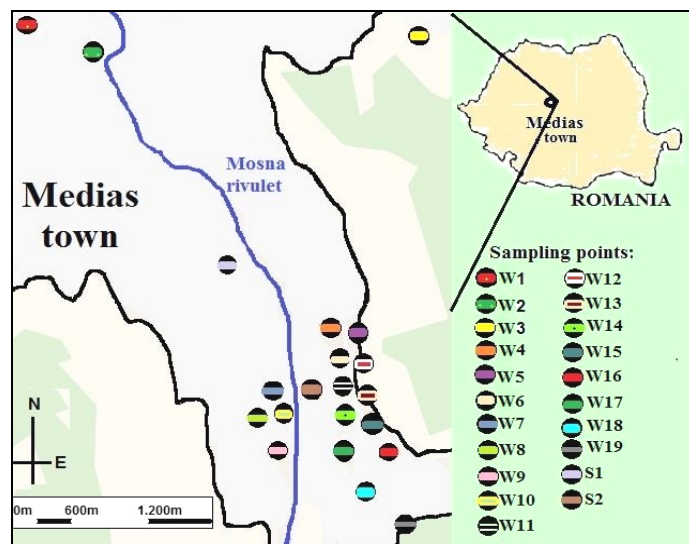 Mosna
rivulet
Medias
town
Medias
town
ROMANIA
Sampling points:
W1
W2
W3
W4
W5
W6
W7
W8
W9
W10
W11
W12
W13
W14
W15
W16
W17
W18
W19
S1
S2
N
E
0m 600m 1.200m